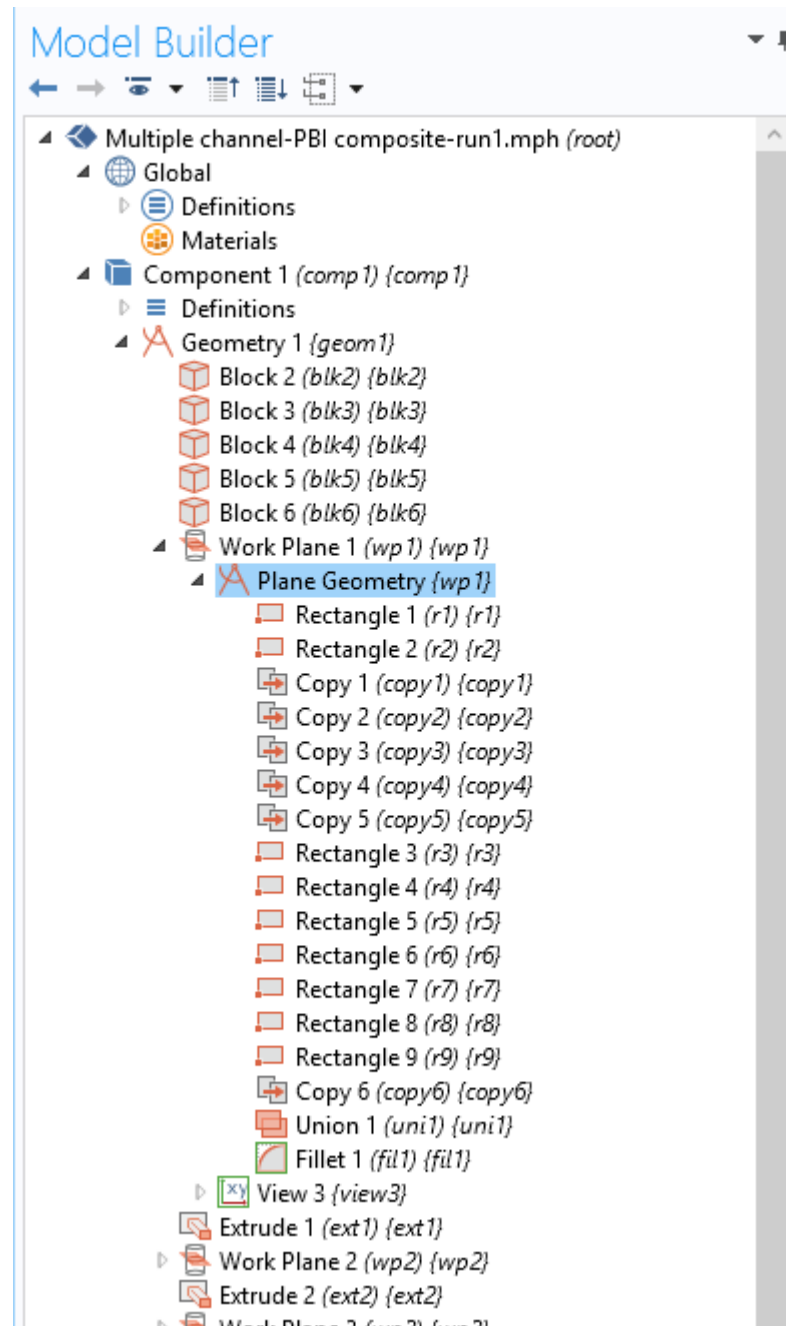 Model Builder
Multiple channel-PBI composite-run1.mph (root)
Global
Definitions
Materials
Component 1 (comp1) {comp1}
Definitions
Geometry 1 {geom1}
Block 2 (blk2) {blk2}
Block 3 (blk3) {blk3}
Block 4 (blk4) {blk4}
Block 5 (blk5) {blk5}
Block 6 (blk6) {blk6}
Work Plane 1 (wp1) {wp1}
Plane Geometry {wp1}
Rectangle 1 (r1) {r1}
Rectangle 2 (r2) {r2}
Copy 1 (copy1) {copy1}
Copy 2 (copy2) {copy2}
Copy 3 (copy3) {copy3}
Copy 4 (copy4) {copy4}
Copy 5 (copy5) {copy5}
Rectangle 3 (r3) {r3}
Rectangle 4 (r4) {r4}
Rectangle 5 (r5) {r5}
Rectangle 6 (r6) {r6}
Rectangle 7 (r7) {r7}
Rectangle 8 (r8) {r8}
Rectangle 9 (r9) {r9}
Copy 6 (copy6) {copy6}
Union 1 (uni1) {uni1}
Fillet 1 (fil1) {fil1}
xy View 3 {view3}
Extrude 1 (ext1) {ext1}
Work Plane 2 (wp2) {wp2}
Extrude 2 (ext2) {ext2}
Work Plane 3 (wp3) {wp3}